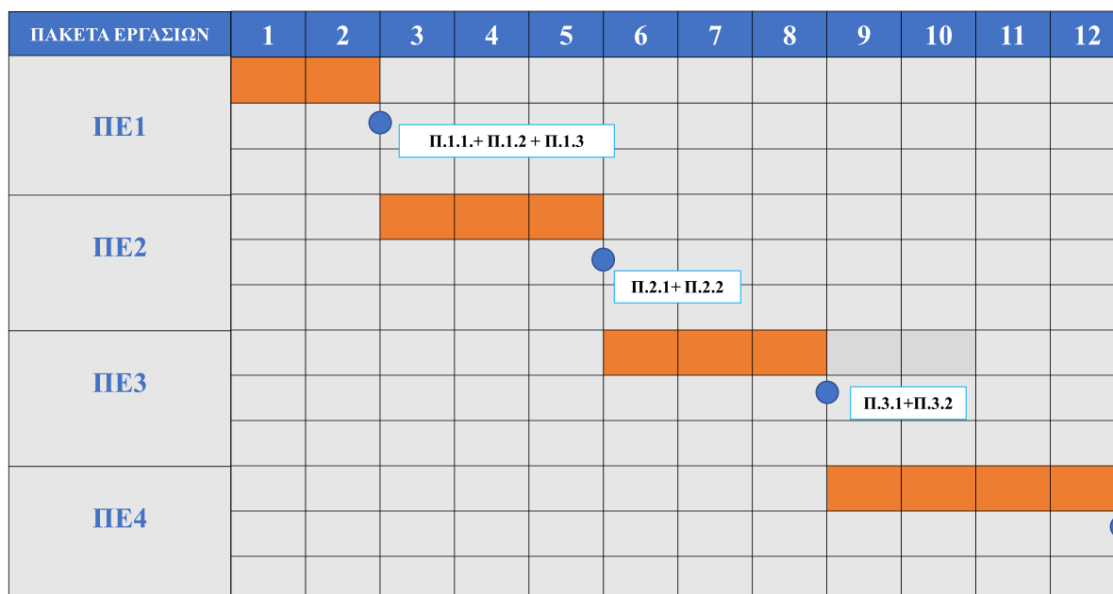 ΠΑΚΕΤΑ ΕΡΓΑΣΙΩΝ 1 2 3 4 5 6 7 8 9 10 11 12
ΠΕ1
Π.1.1.+ Π.1.2 + Π.1.3
ΠΕ2
Π.2.1+ Π.2.2
ΠΕ3
Π.3.1+Π.3.2
ΠΕ4